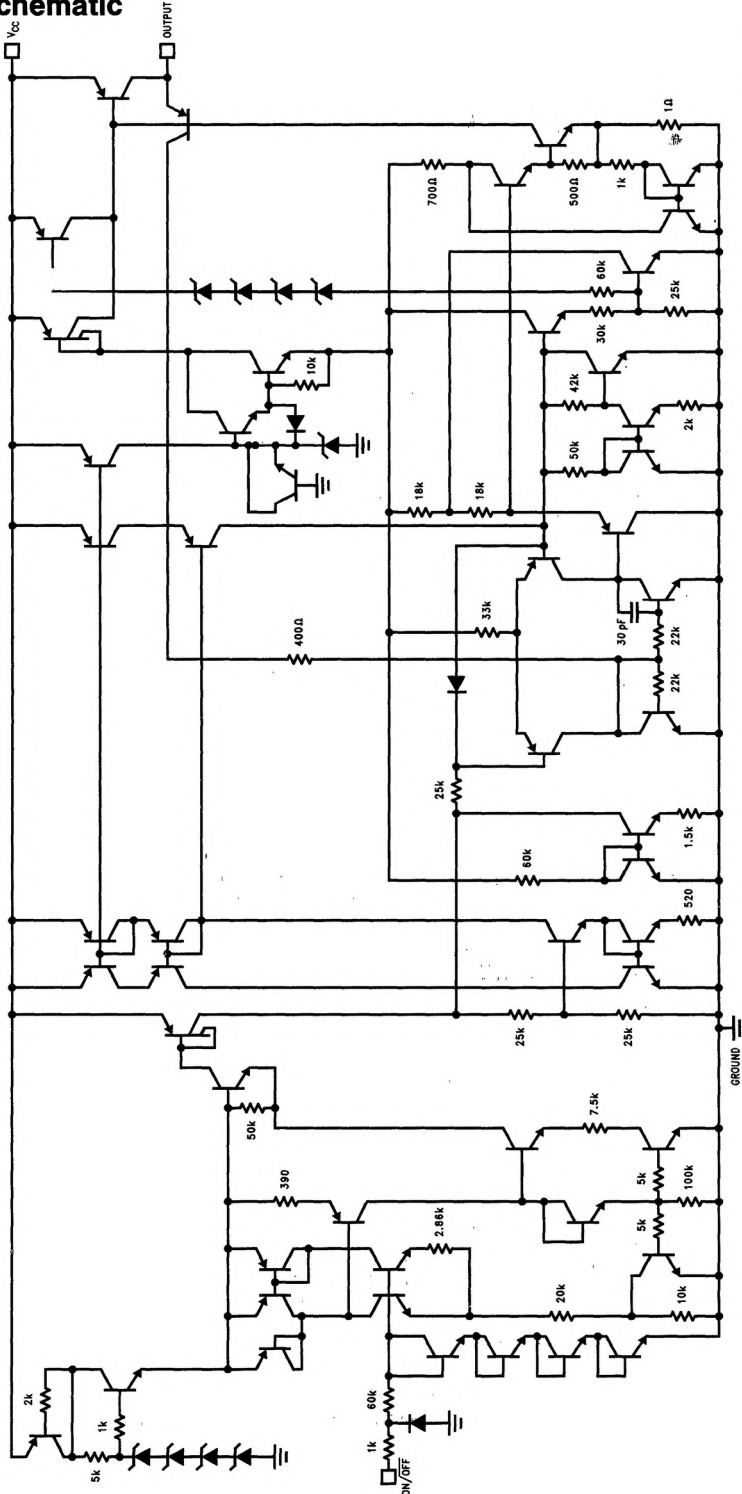 chematic
VCC
OUTPUT
1Ω
700Ω
500Ω
1k
60k
30k
25k
10k
42k
50k
2k
18k
18k
400Ω
33k
30 pF
22k
22k
25k
60k
1.5k
520
25k
25k
GROUND
50k
7.5k
390
5k
100k
2.86k
5k
20k
10k
2k
1k
5k
60k
1k
ON/OFF